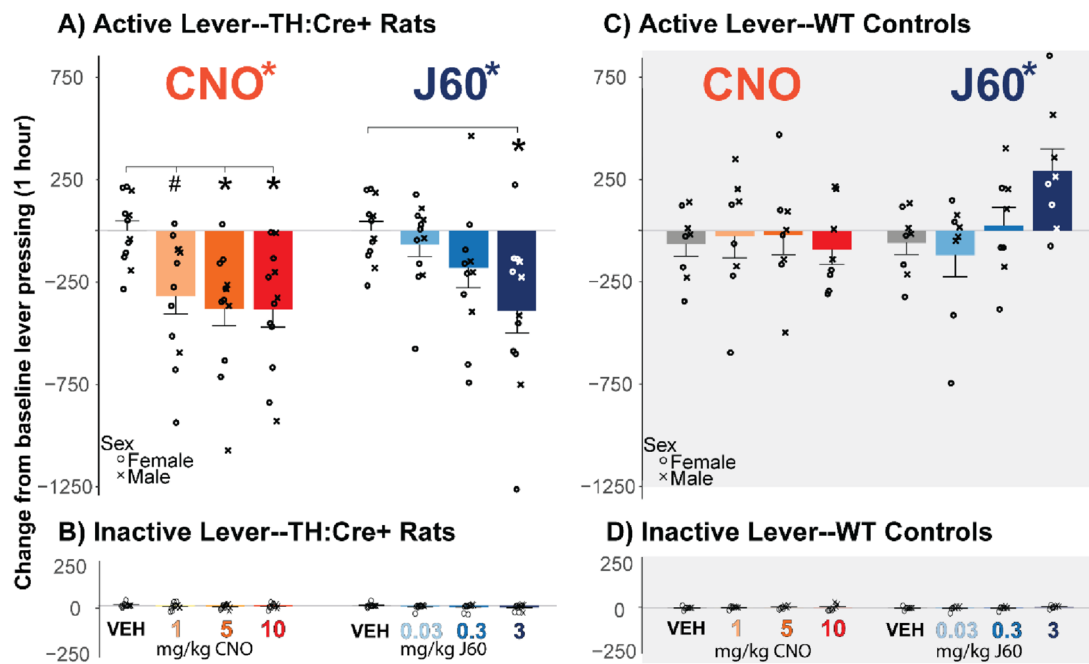 A) Active Lever--TH:Cre+ Rats
C) Active Lever--WT Controls
Change from baseline lever pressing (1 hour)
750
250
−250
−750
−1250
CNO*
J60*
# * *
*
Sex
Female
Male
750
250
−250
−750
−1250
CNO
J60*
Sex
Female
Male
B) Inactive Lever--TH:Cre+ Rats
D) Inactive Lever--WT Controls
250
0
−250
VEH 1 5 10 VEH 0.03 0.3 3
mg/kg CNO mg/kg J60
250
0
−250
VEH 1 5 10 VEH 0.03 0.3 3
mg/kg CNO mg/kg J60